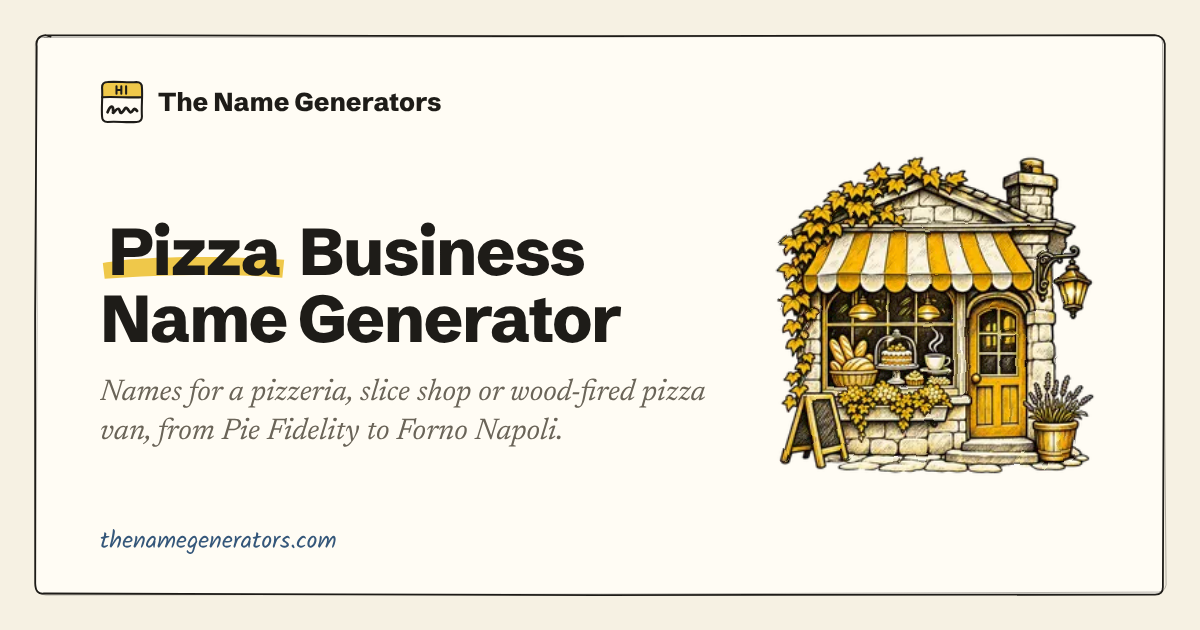 HI
The Name Generators
Pizza Business
Name Generator
Names for a pizzeria, slice shop or wood-fired pizza
van, from Pie Fidelity to Forno Napoli.
thenamegenerators.com